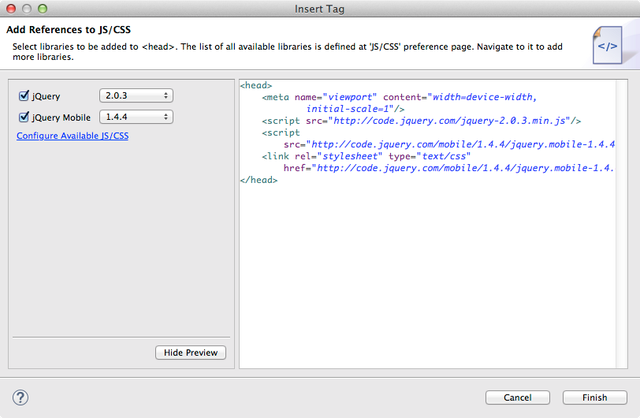 Insert Tag
Add References to JS/CSS
Select libraries to be added to <head>. The list of all available libraries is defined at 'JS/CSS' preference page. Navigate to it to add
more libraries.
</>
jQuery 2.0.3
jQuery Mobile 1.4.4
Configure Available JS/CSS
Hide Preview
<head>
<meta name="viewport" content="width=device-width,
initial-scale=1"/>
<script src="http://code.jquery.com/jquery-2.0.3.min.js"/>
<script
src="http://code.jquery.com/mobile/1.4.4/jquery.mobile-1.4.4
<link rel="stylesheet" type="text/css"
href="http://code.jquery.com/mobile/1.4.4/jquery.mobile-1.4.
</head>
?
Cancel
Finish